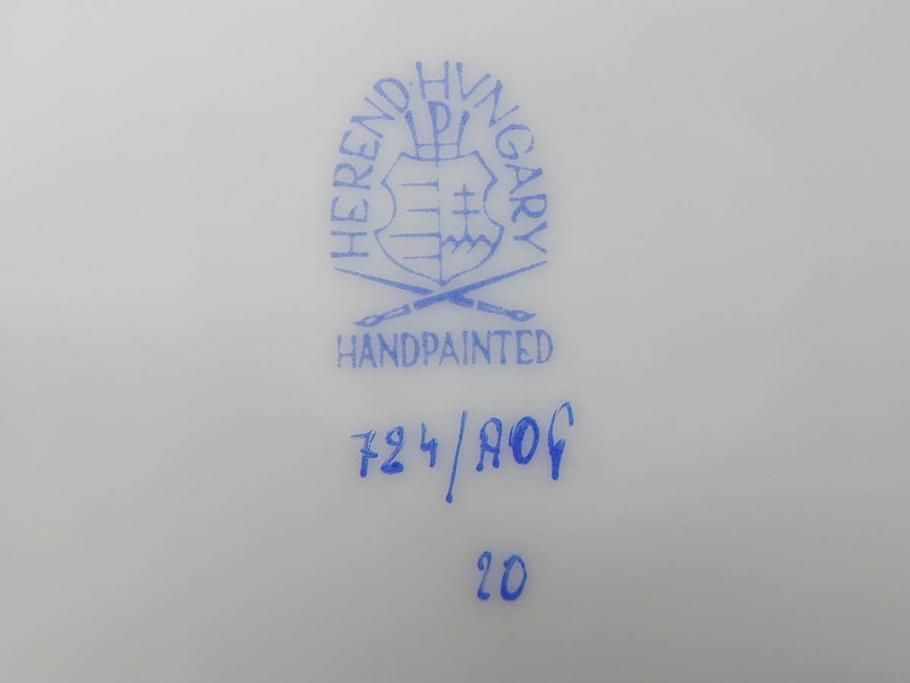 HEREND·HVNGARY
P
HANDPAINTED
724/AOG
20